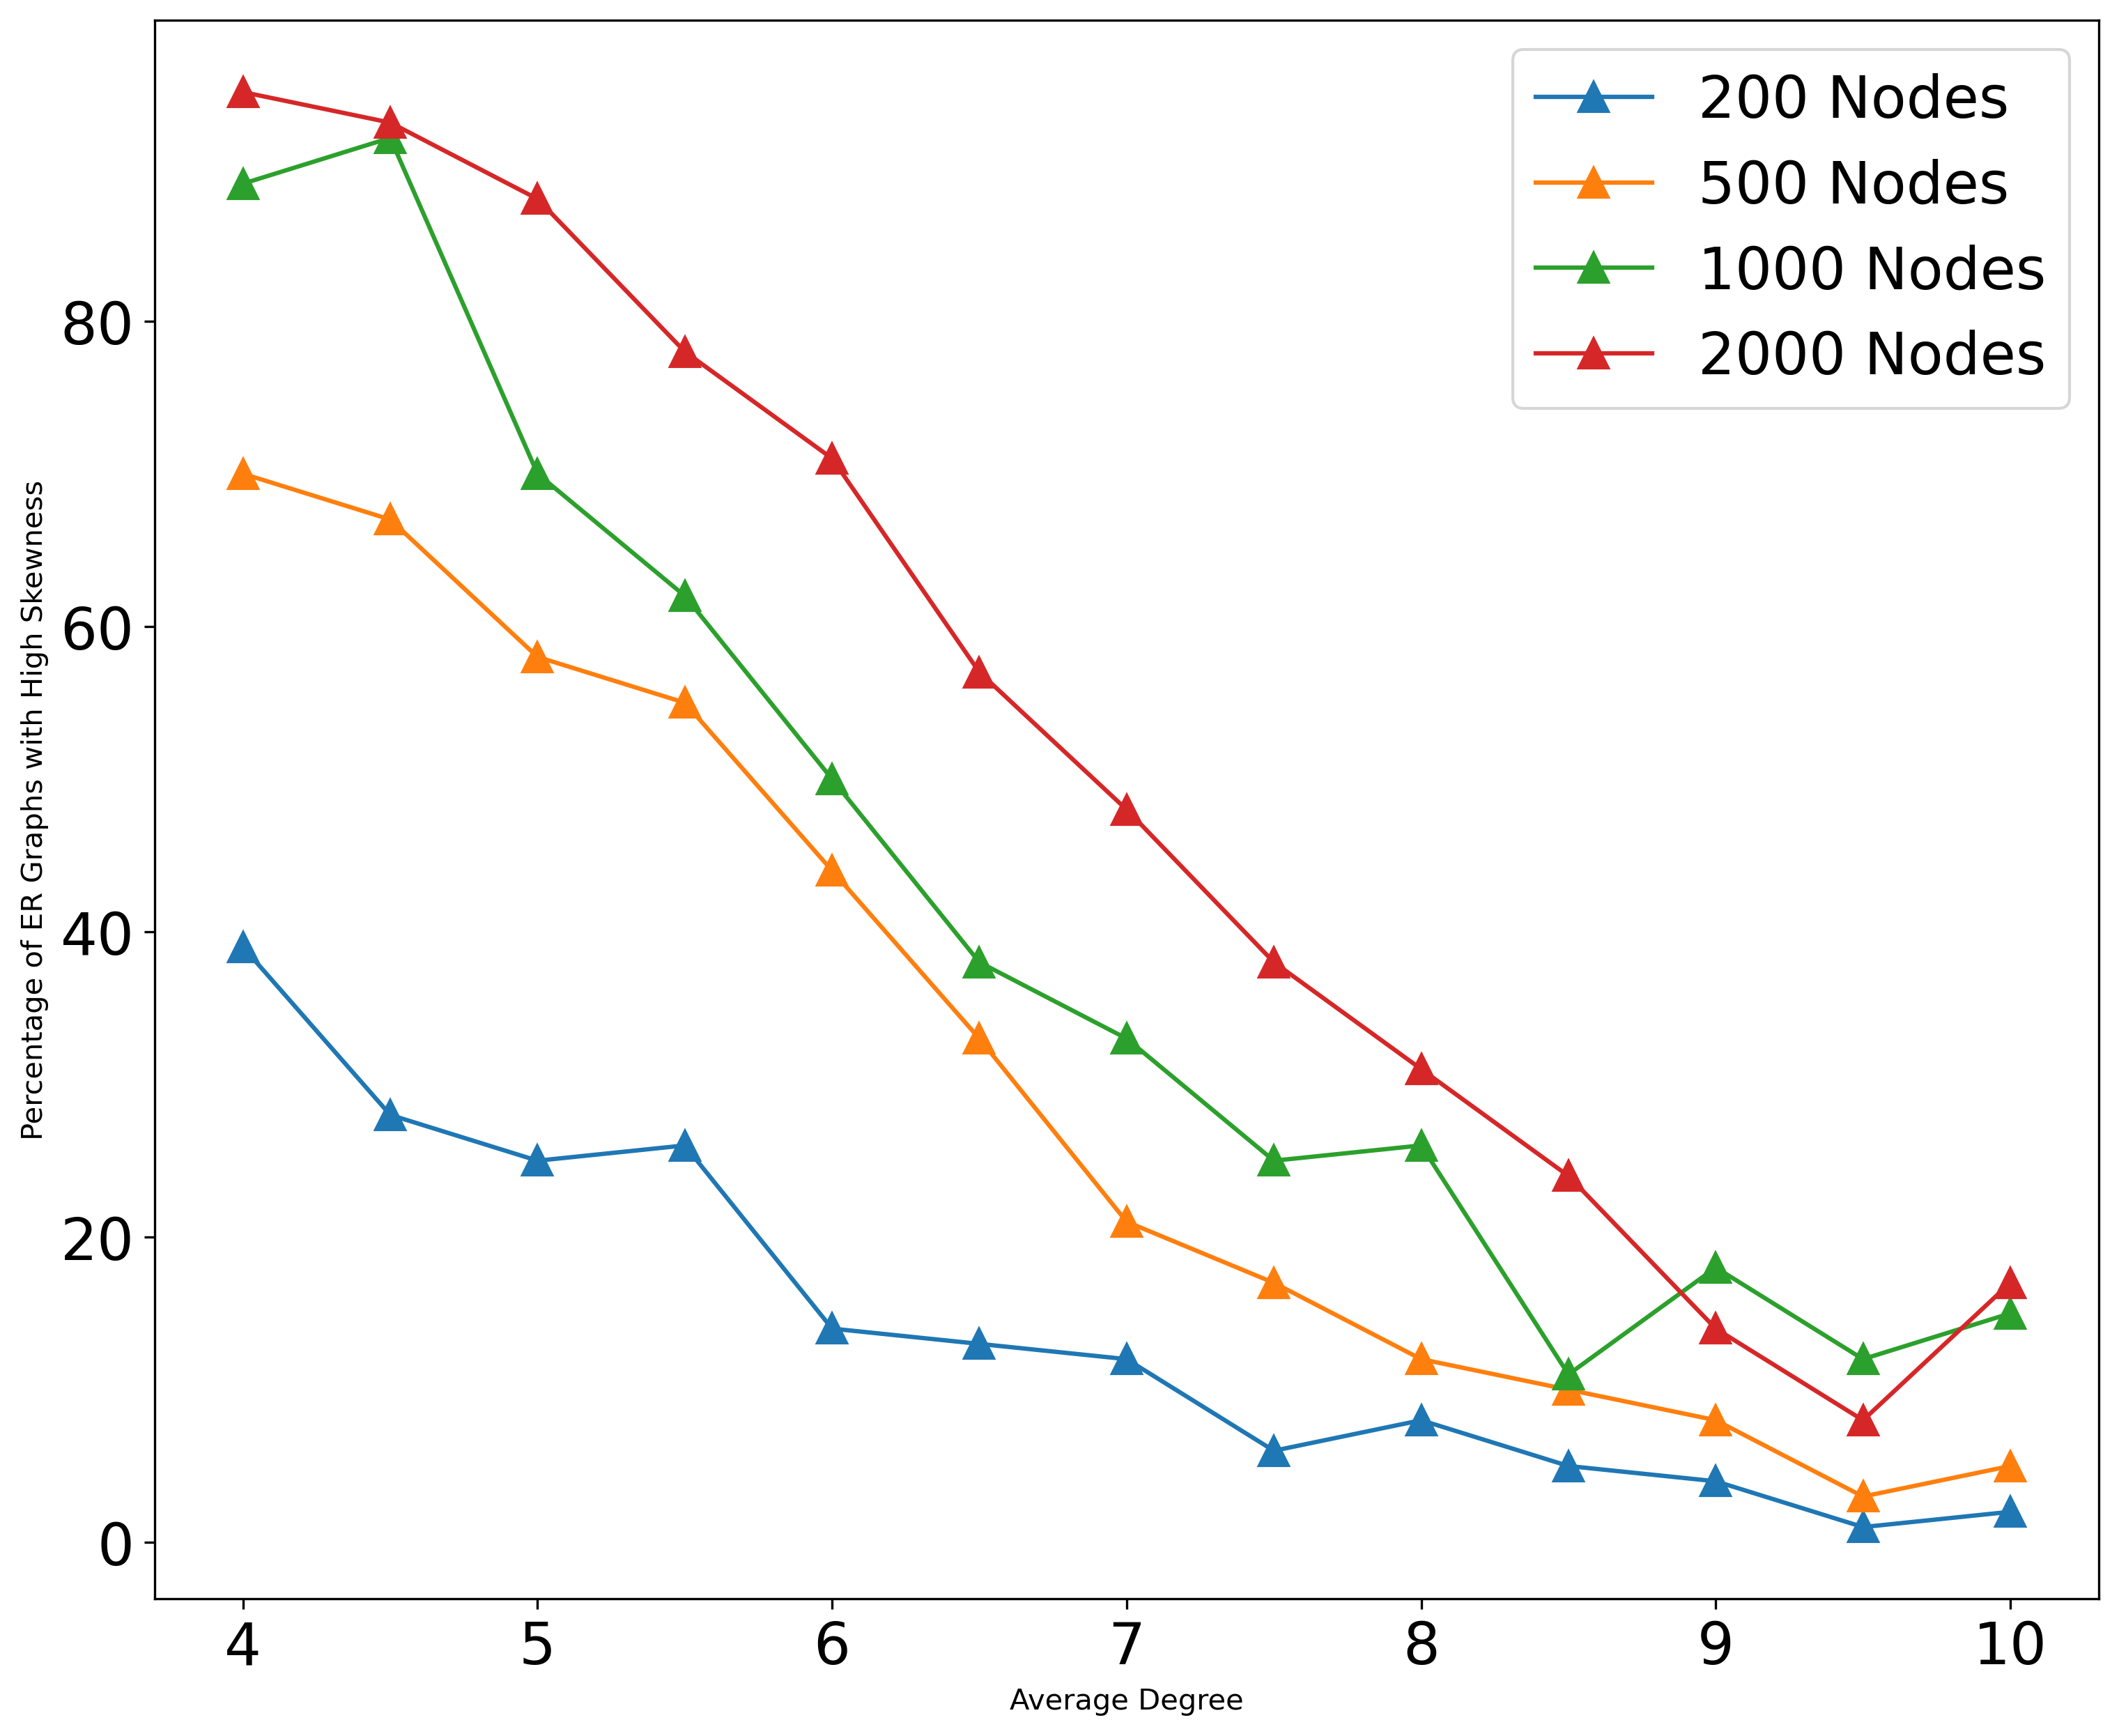 200 Nodes
500 Nodes
1000 Nodes
2000 Nodes
Percentage of ER Graphs with High Skewness
80
60
40
20
0
4 5 6 7 8 9 10
Average Degree